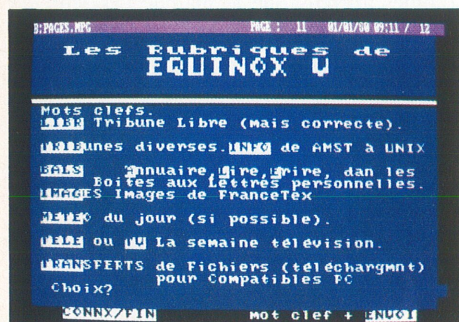 B:PAGES.MPG PAGE : 11 01/01/80 09:11 / 12
Les Rubriques de
EQUINOX V
Mots clefs.
LIBR Tribune Libre (mais correcte).
TRIBunes diverses.INFO de AMST à UNIX
BALS Annuaire,Lire,Ecrire, dan les
Boites aux Lettres personnelles.
IMAGES Images de FranceTex
METEO du jour (si possible).
TELE ou TV La semaine télévision.
TRANSFERTS de Fichiers (téléchargmnt)
pour Compatibles PC
Choix?
CONNX/FIN mot clef + ENVOI